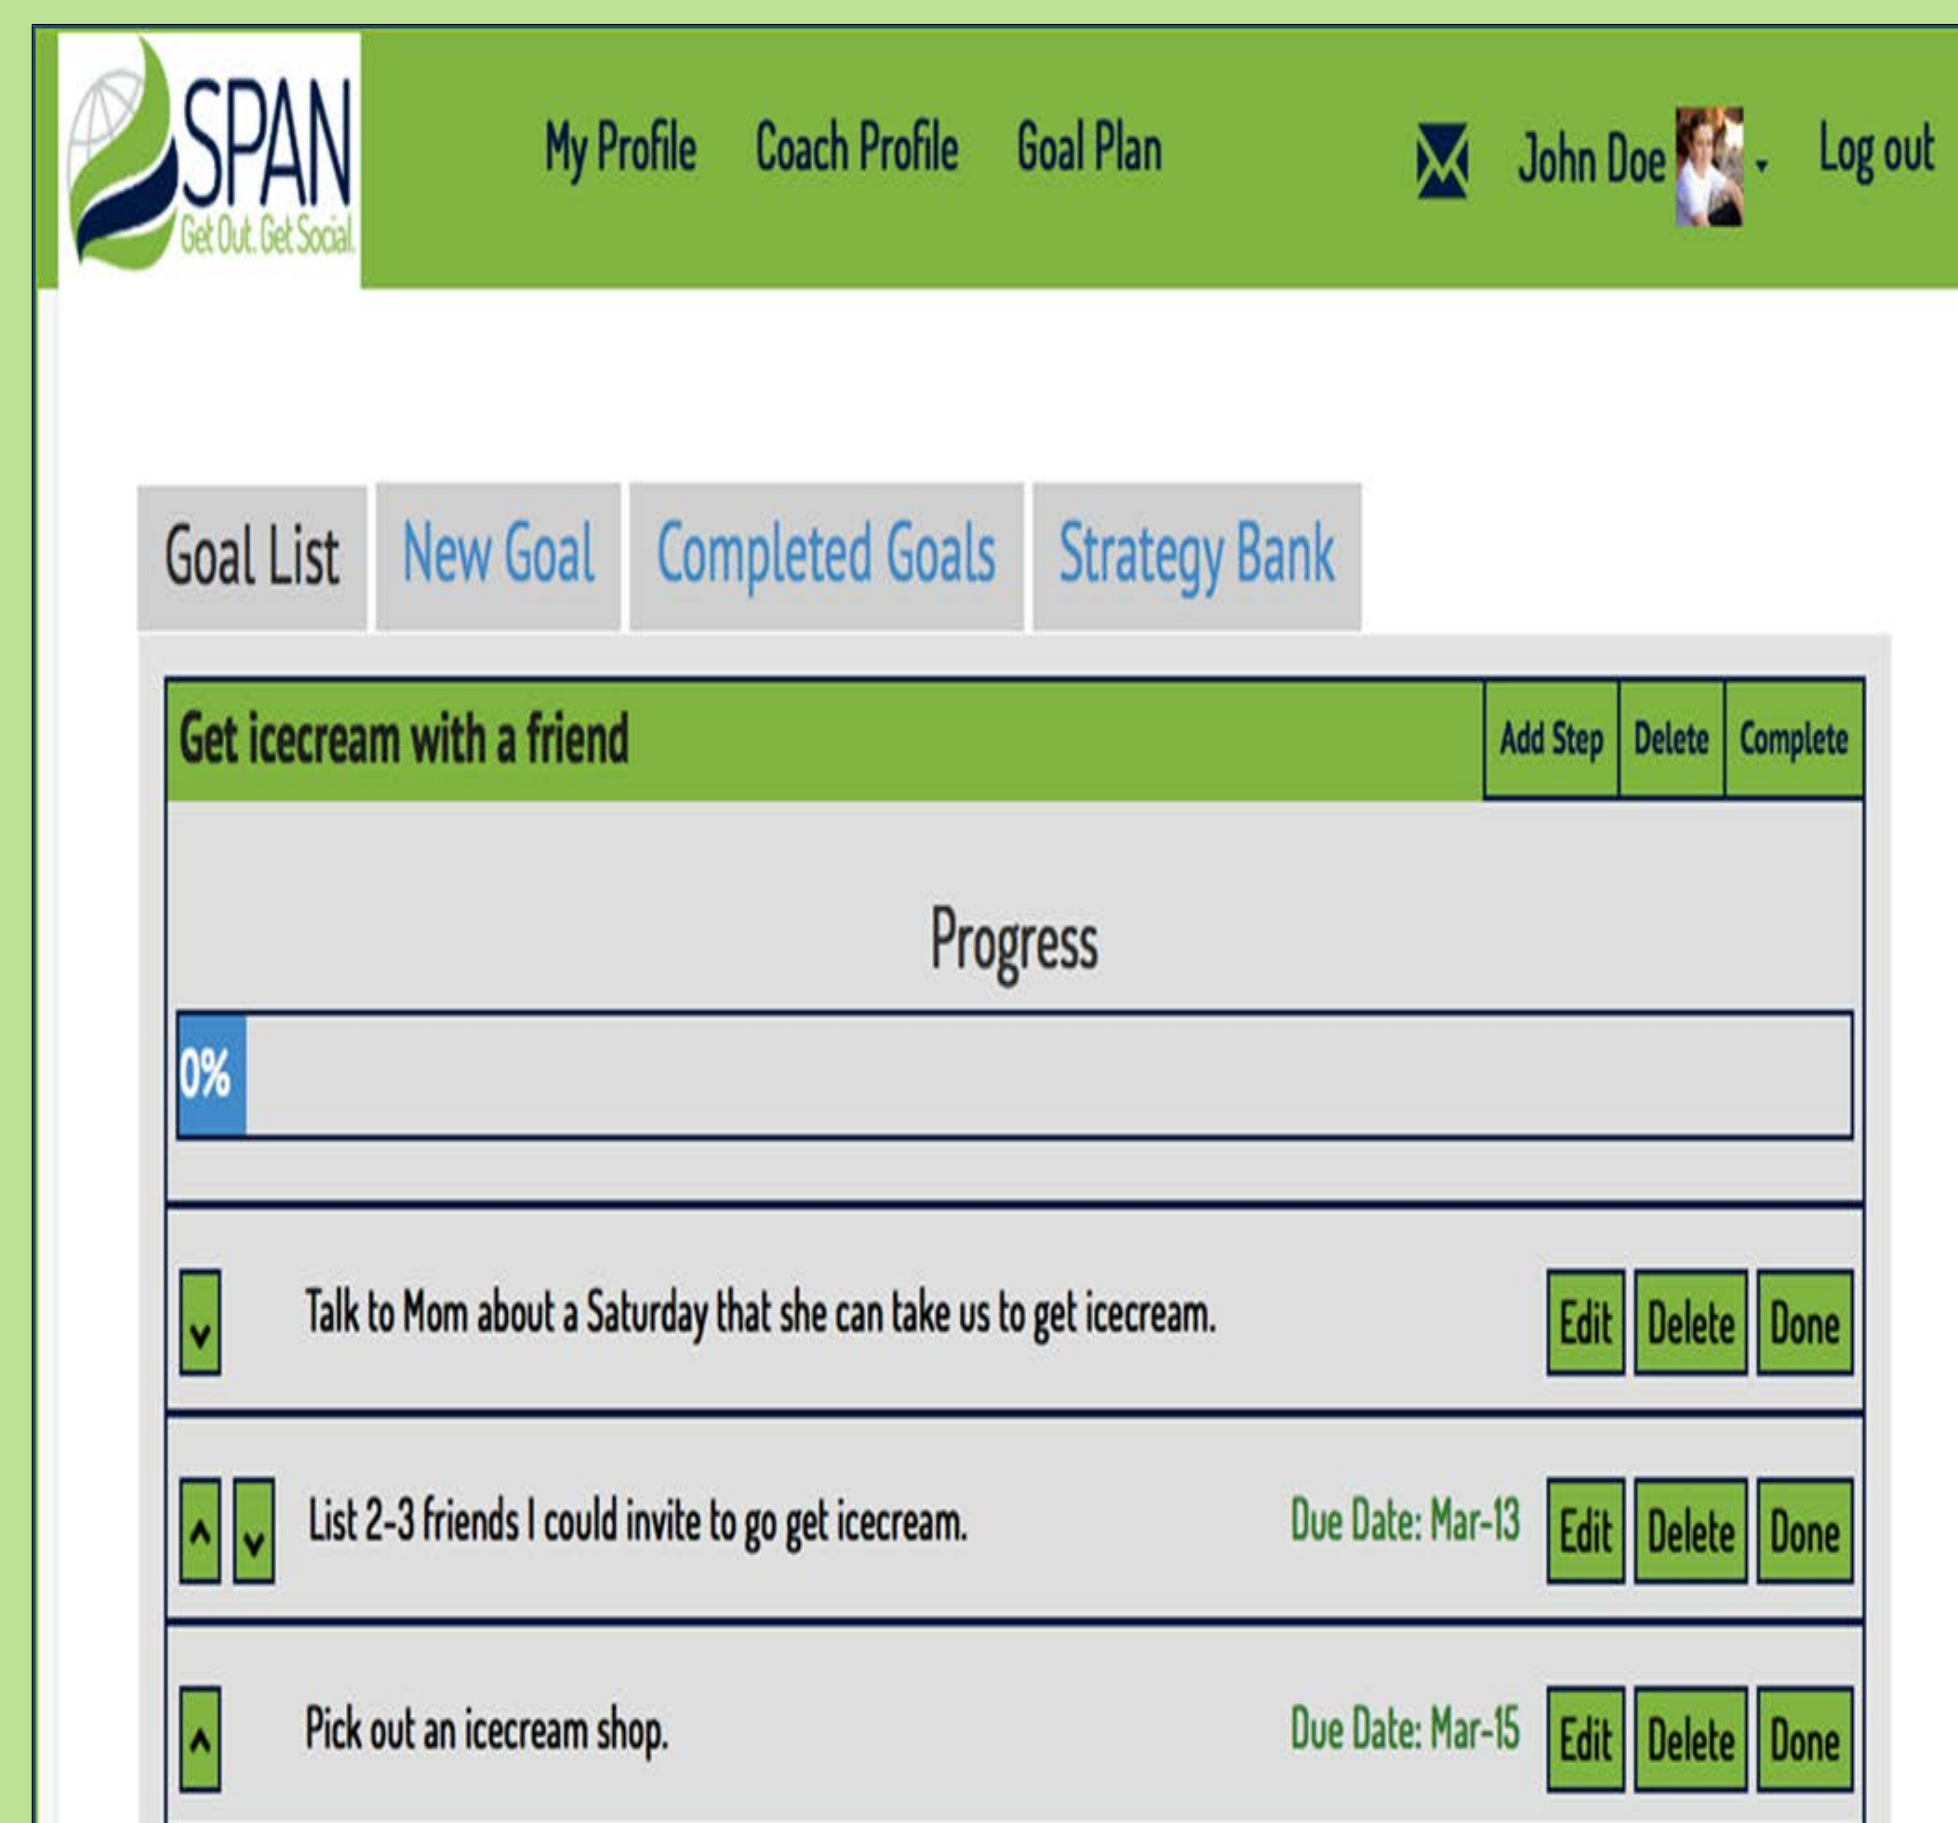 SPAN
Get Out. Get Social.
My Profile Coach Profile Goal Plan John Doe Log out
Goal List New Goal Completed Goals Strategy Bank
Get icecream with a friend Add Step Delete Complete
Progress
0%
Talk to Mom about a Saturday that she can take us to get icecream. Edit Delete Done
List 2-3 friends I could invite to go get icecream. Due Date: Mar-13 Edit Delete Done
Pick out an icecream shop. Due Date: Mar-15 Edit Delete Done